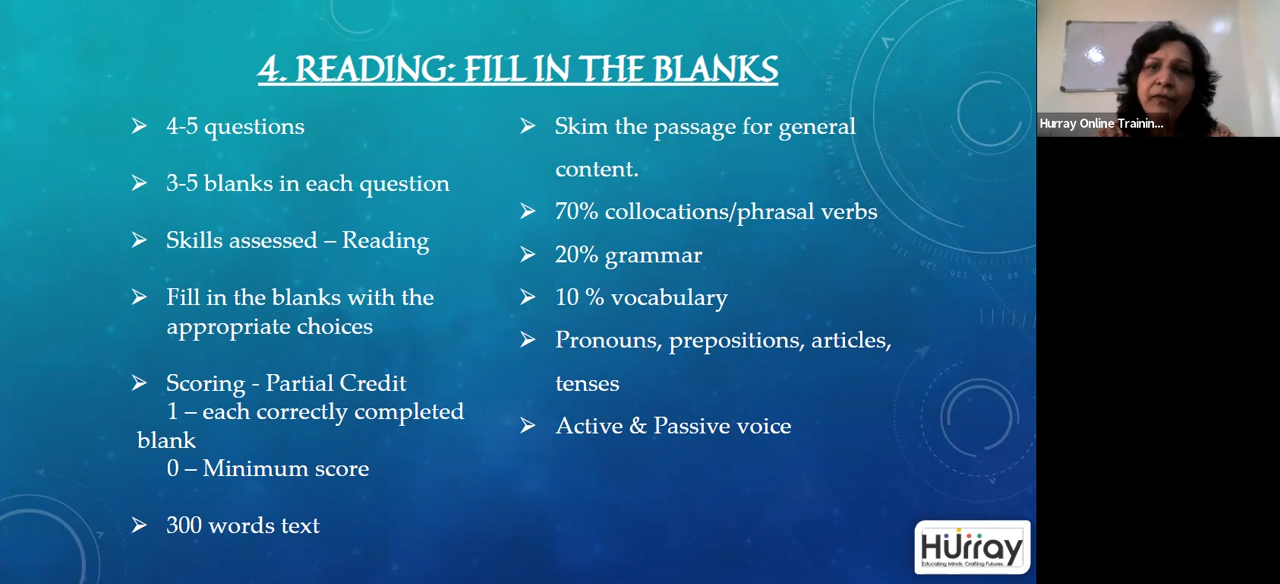 4. READING: FILL IN THE BLANKS
➢ 4-5 questions
➢ 3-5 blanks in each question
➢ Skills assessed – Reading
➢ Fill in the blanks with the
appropriate choices
➢ Scoring - Partial Credit
1 – each correctly completed
blank
0 – Minimum score
➢ 300 words text
➢ Skim the passage for general
content.
➢ 70% collocations/phrasal verbs
➢ 20% grammar
➢ 10 % vocabulary
➢ Pronouns, prepositions, articles,
tenses
➢ Active & Passive voice
Hurray Online Trainin...
Hurray
Educating Minds. Crafting Futures.